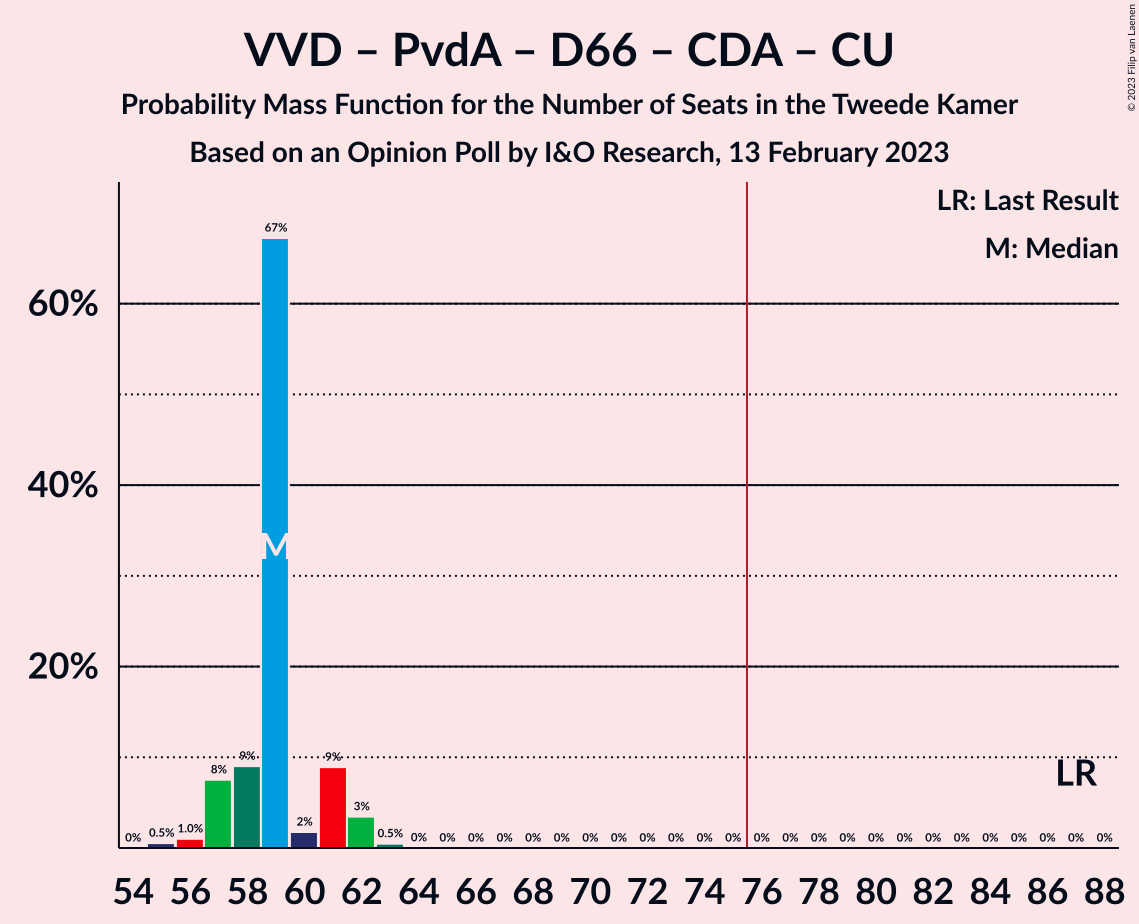 VVD – PvdA – D66 – CDA – CU
Probability Mass Function for the Number of Seats in the Tweede Kamer
Based on an Opinion Poll by I&O Research, 13 February 2023
© 2023 Filip van Laenen
LR: Last Result
M: Median
67%
60%
40%
M
20%
9% 9%
8%
LR
3%
0% 0.5% 1.0% 2% 0.5% 0% 0% 0% 0% 0% 0% 0% 0% 0% 0% 0% 0% 0% 0% 0% 0% 0% 0% 0% 0% 0% 0% 0% 0% 0%
54 56 58 60 62 64 66 68 70 72 74 76 78 80 82 84 86 88